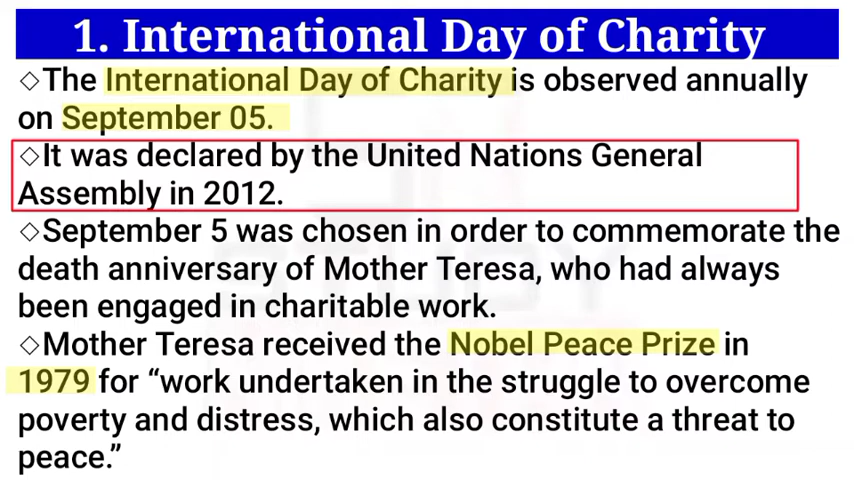 1. International Day of Charity
◇The International Day of Charity is observed annually
on September 05.
◇It was declared by the United Nations General
Assembly in 2012.
◇September 5 was chosen in order to commemorate the
death anniversary of Mother Teresa, who had always
been engaged in charitable work.
◇Mother Teresa received the Nobel Peace Prize in
1979 for “work undertaken in the struggle to overcome
poverty and distress, which also constitute a threat to
peace.”
STUDY